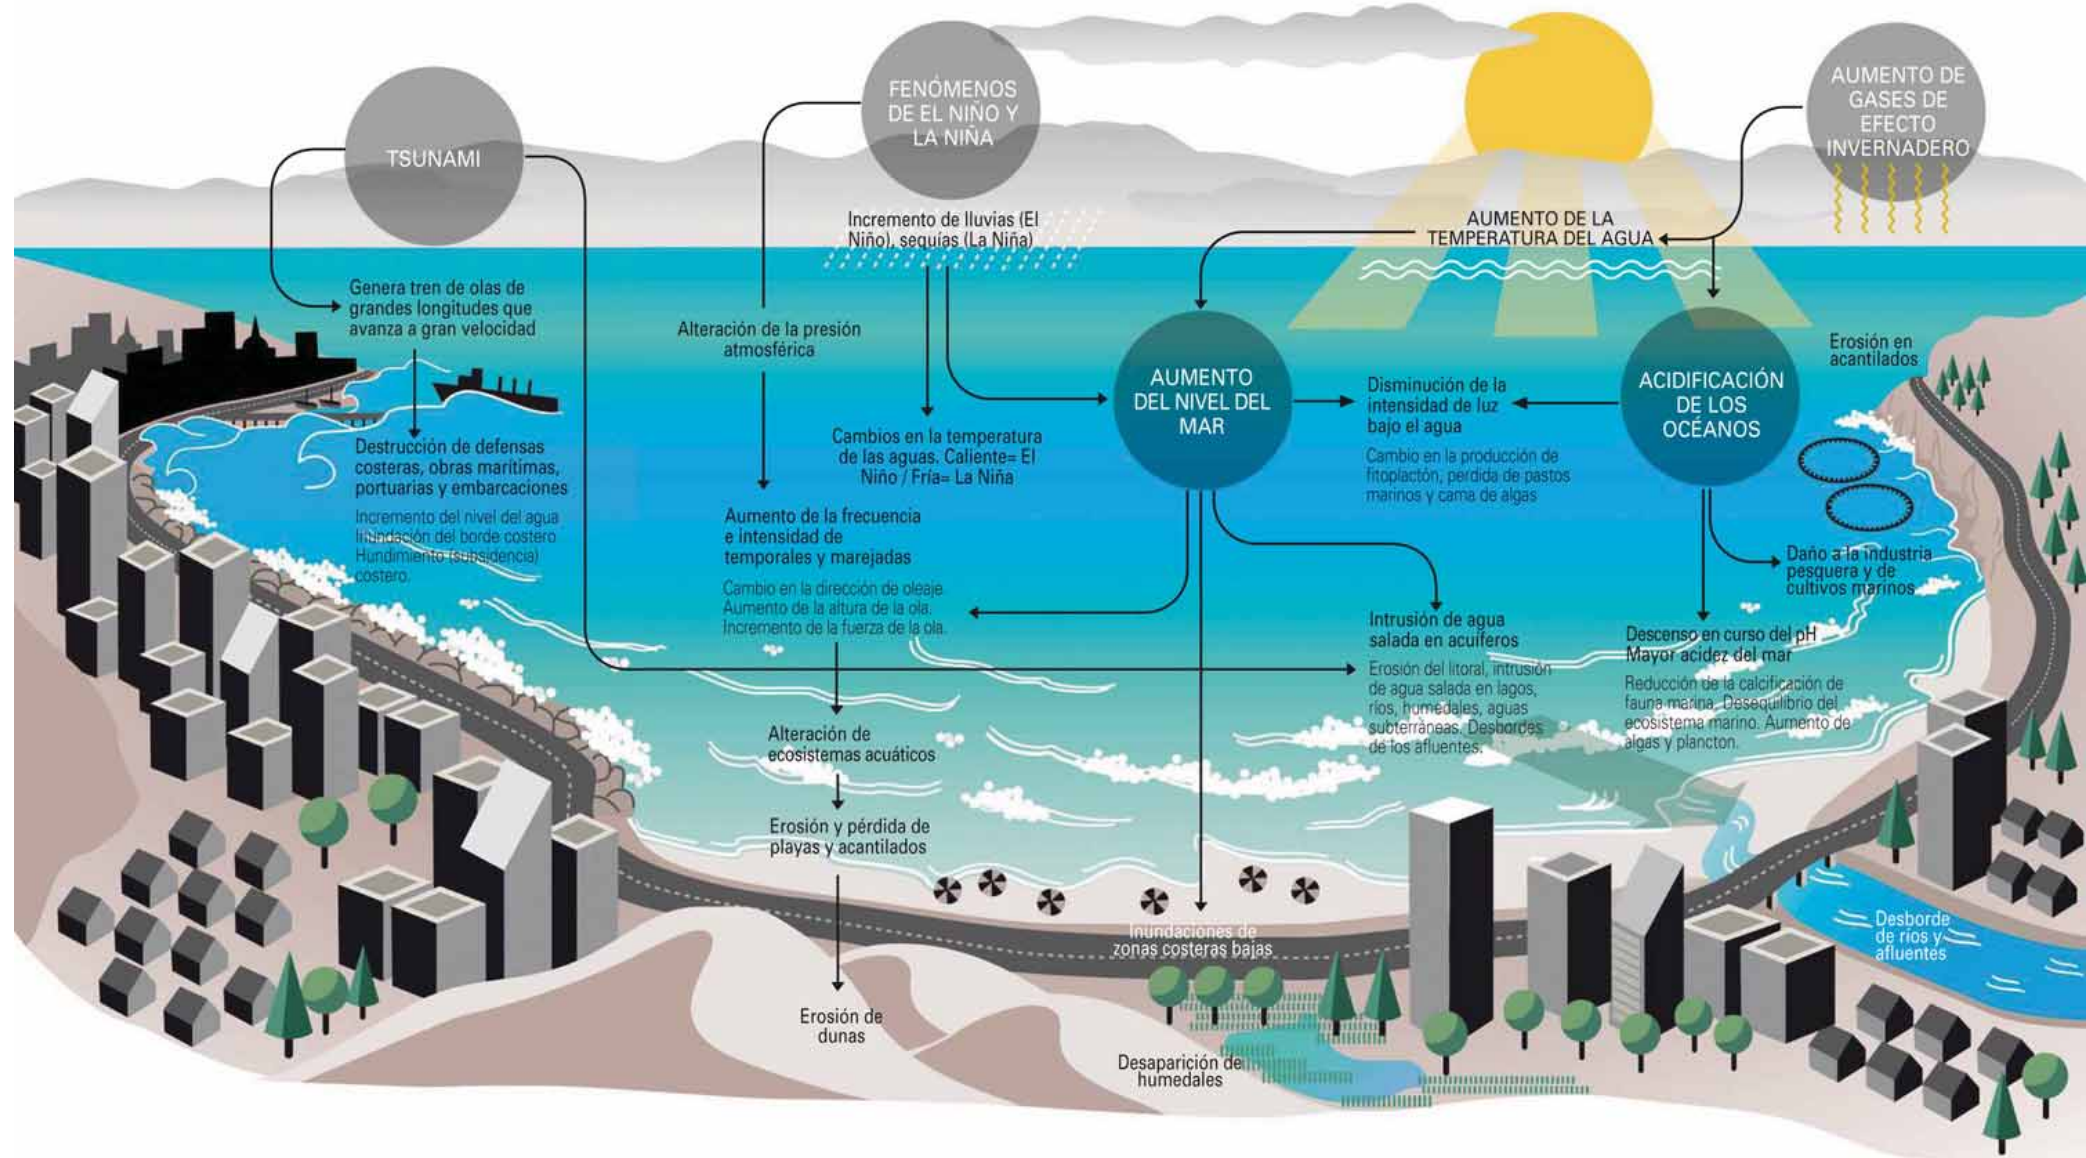 TSUNAMI
Genera tren de olas de
grandes longitudes que
avanza a gran velocidad
Destrucción de defensas
costeras, obras marítimas,
portuarias y embarcaciones
Incremento del nivel del agua
Inundación del borde costero
Hundimiento (subsidencia)
costero.
FENÓMENOS
DE EL NIÑO Y
LA NIÑA
Incremento de lluvias (El
Niño), sequías (La Niña)
Alteración de la presión
atmosférica
Cambios en la temperatura
de las aguas. Caliente= El
Niño / Fría= La Niña
Aumento de la frecuencia
e intensidad de
temporales y marejadas
Cambio en la dirección de oleaje.
Aumento de la altura de la ola.
Incremento de la fuerza de la ola.
Alteración de
ecosistemas acuáticos
Erosión y pérdida de
playas y acantilados
Erosión de
dunas
AUMENTO DE
GASES DE
EFECTO
INVERNADERO
AUMENTO DE LA
TEMPERATURA DEL AGUA
AUMENTO
DEL NIVEL DEL
MAR
Disminución de la
intensidad de luz
bajo el agua
Cambio en la producción de
fitoplactón, perdida de pastos
marinos y cama de algas
ACIDIFICACIÓN
DE LOS
OCÉANOS
Erosión en
acantilados
Daño a la industria
pesquera y de
cultivos marinos
Intrusión de agua
salada en acuíferos
Erosión del litoral, intrusión
de agua salada en lagos,
ríos, humedales, aguas
subterráneas. Desbordes
de los afluentes.
Descenso en curso del pH
Mayor acidez del mar
Reducción de la calcificación de
fauna marina. Desequilibrio del
ecosistema marino. Aumento de
algas y plancton.
Inundaciones de
zonas costeras bajas
Desborde
de ríos y
afluentes
Desaparición de
humedales